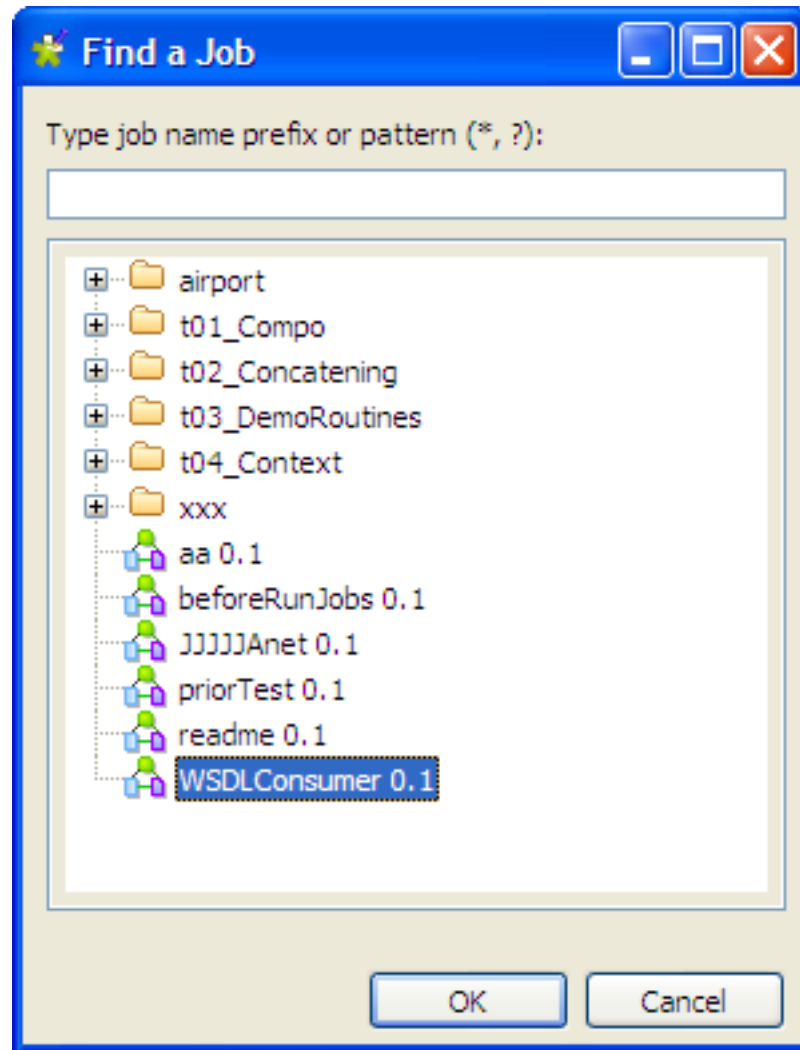 Find a Job
Type job name prefix or pattern (*, ?):
airport
t01_Compo
t02_Concatening
t03_DemoRoutines
t04_Context
xxx
aa 0.1
beforeRunJobs 0.1
JJJJJAnet 0.1
priorTest 0.1
readme 0.1
WSDLConsumer 0.1
OK Cancel